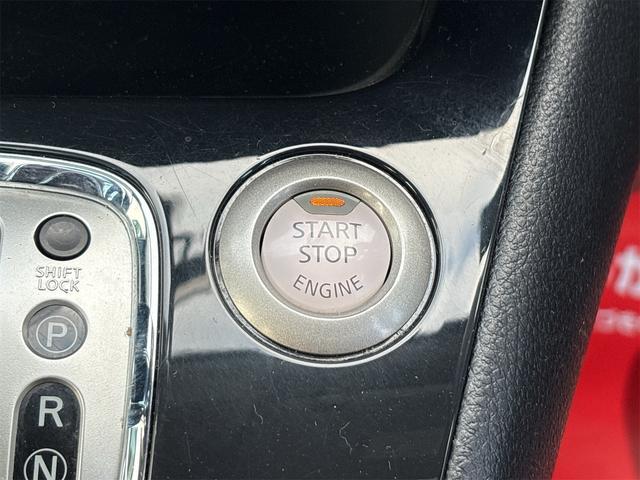 START
STOP
ENGINE
SHIFT
LOCK
P
R
N